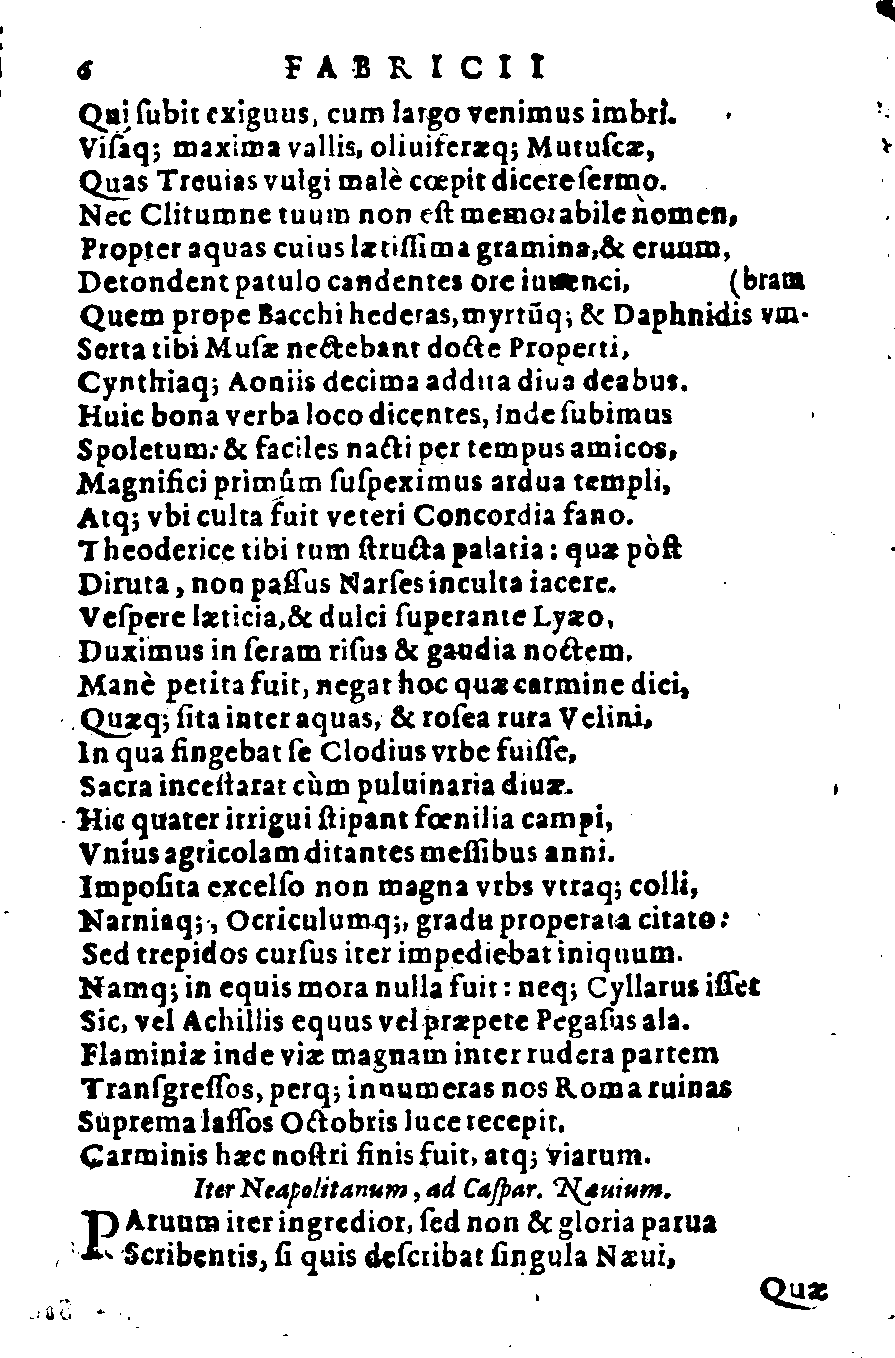 6 FABRICII
Qui ſubit exiguus, cum largo venimus imbri.
Viſaq; maxima vallis, oliuiferæq; Mutuſcæ,
Quas Treuias vulgi malè cœpit dicere ſermo.
Nec Clitumne tuum non eſt memorabile nomen,
Propter aquas cuius lætiſſima gramina, & eruum,
Detondent patulo candentes ore iuuenci, (bram
Quem prope Bacchi hederas, myrtũq; & Daphnidis vm-
Serta tibi Muſæ nectebant docte Properti,
Cynthiaq; Aoniis decima addita diua deabus.
Huic bona verba loco dicentes, inde ſubimus
Spoletum: & faciles nacti per tempus amicos,
Magnifici primùm ſuſpeximus ardua templi,
Atq; vbi culta fuit veteri Concordia fano.
Theoderice tibi tum ſtructa palatia: quæ pòſt
Diruta, non paſſus Narſes inculta iacere.
Veſpere læticia, & dulci ſuperante Lyæo,
Duximus in ſeram riſus & gaudia noctem.
Manè petita fuit, negat hoc quæ carmine dici,
Quæq; ſita inter aquas, & roſea rura Velini,
In qua fingebat ſe Clodius vrbe fuiſſe,
Sacra inceſtarat cùm puluinaria diuæ.
Hic quater irrigui ſtipant fœnilia campi,
Vnius agricolam ditantes meſſibus anni.
Impoſita excelſo non magna vrbs vtraq; colli,
Narniaq;, Ocriculumq;, gradu properata citato:
Sed trepidos curſus iter impediebat iniquum.
Namq; in equis mora nulla fuit: neq; Cyllarus iſſet
Sic, vel Achillis equus vel præpete Pegaſus ala.
Flaminiæ inde viæ magnam inter rudera partem
Tranſgreſſos, perq; innumeras nos Roma ruinas
Suprema laſſos Octobris luce recepit.
Carminis hæc noſtri finis fuit, atq; viarum.
Iter Neapolitanum, ad Caſpar. Næuium.
PAruum iter ingredior, ſed non & gloria parua
Scribentis, ſi quis deſcribat ſingula Næui,
Quæ